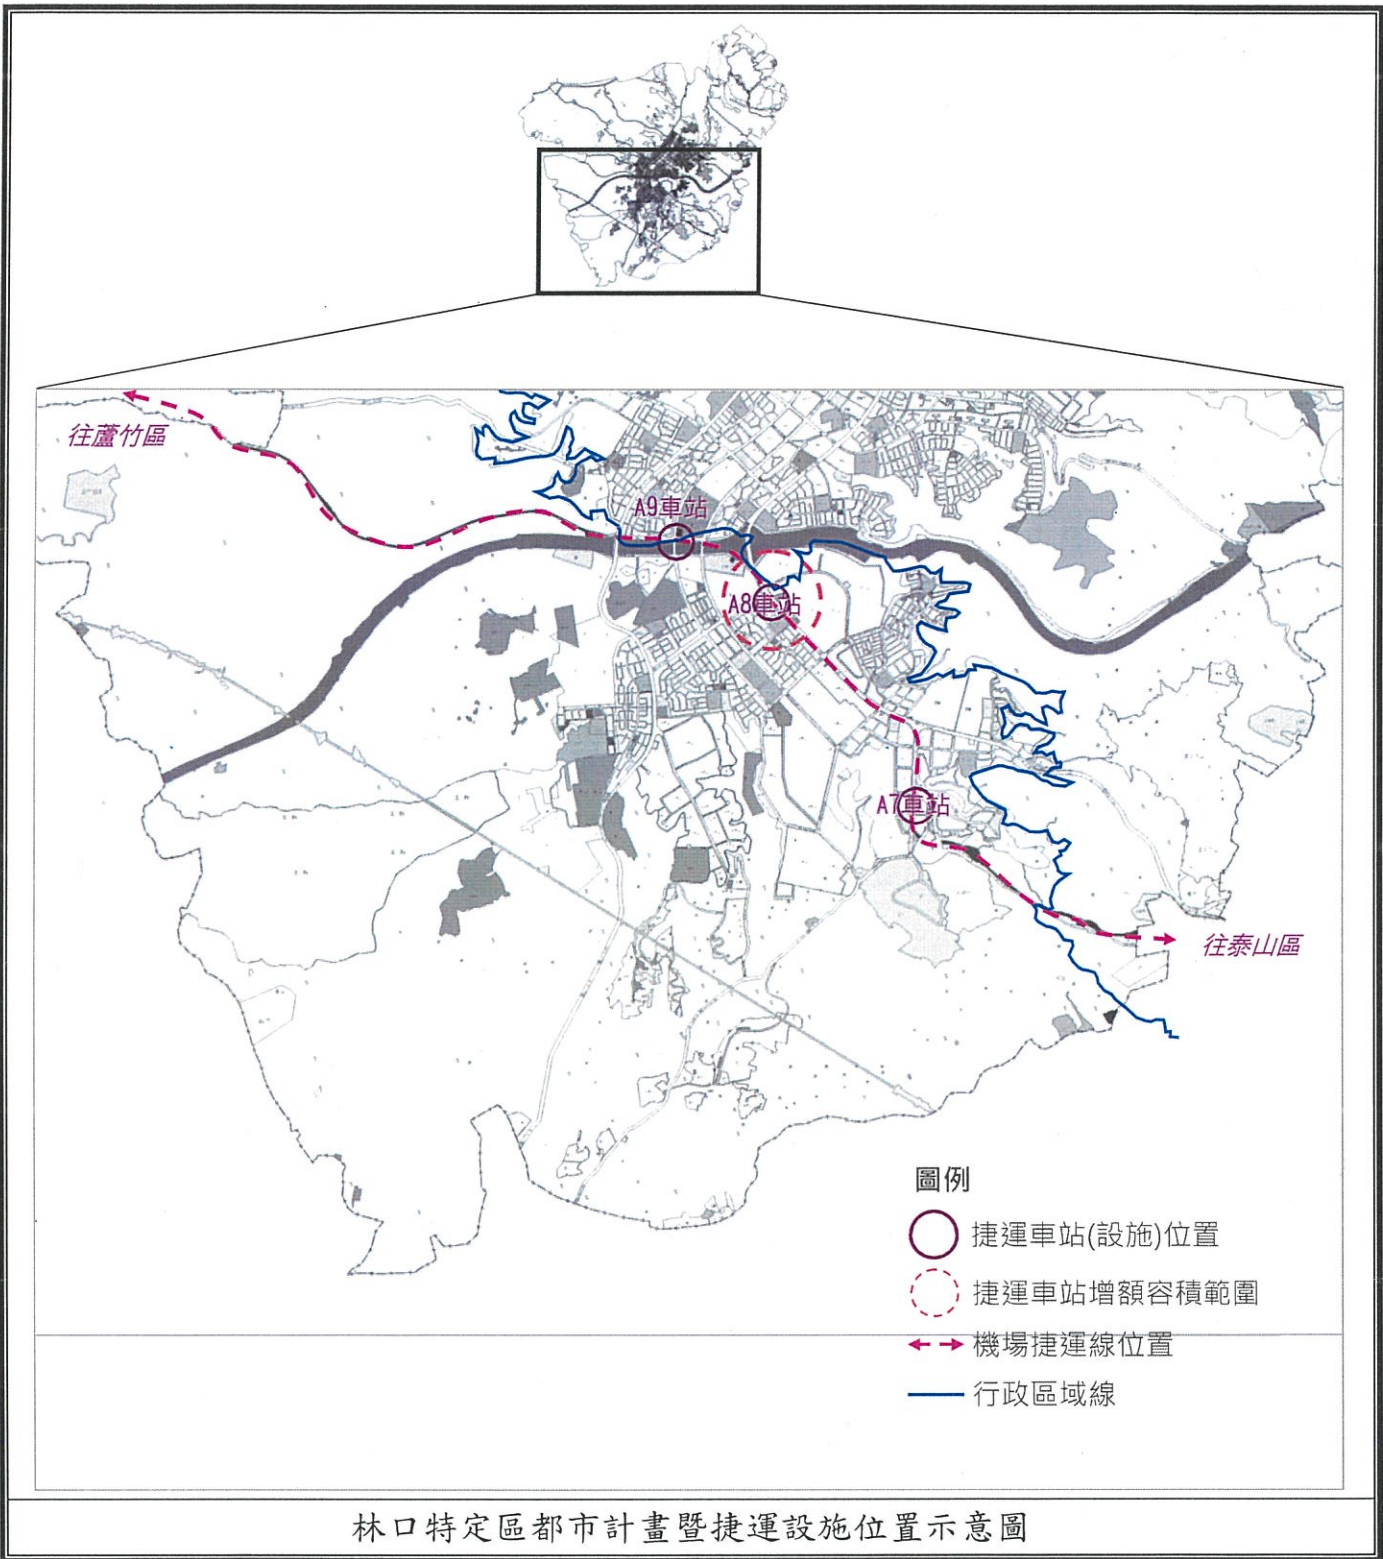 往蘆竹區
A9車站
A8車站
A7車站
往泰山區
圖例
捷運車站(設施)位置
捷運車站增額容積範圍
機場捷運線位置
行政區域線
林口特定區都市計畫暨捷運設施位置示意圖